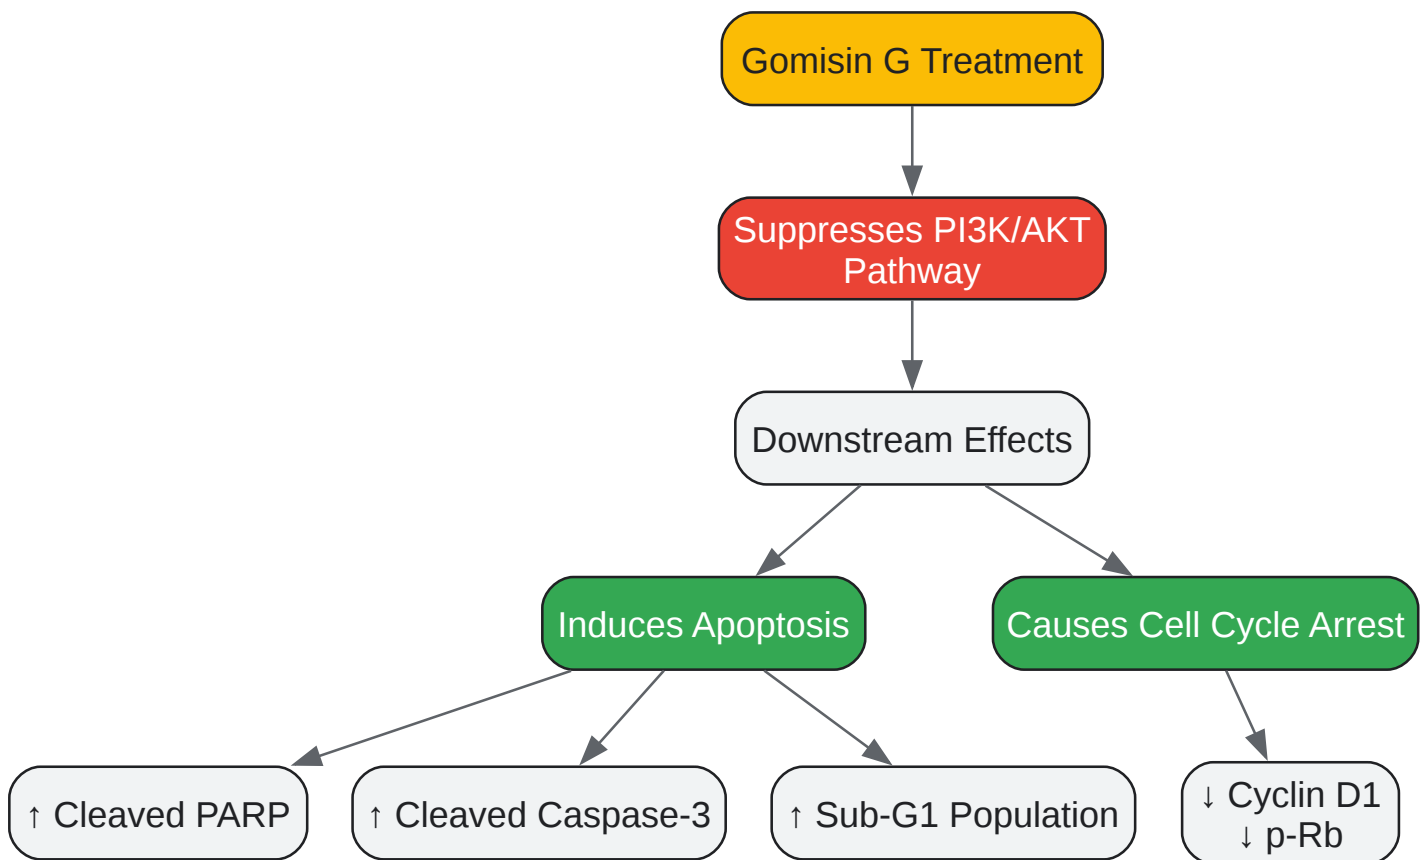 Gomisin G Treatment
Suppresses PI3K/AKT
Pathway
Downstream Effects
Induces Apoptosis
Causes Cell Cycle Arrest
↑ Cleaved PARP
↑ Cleaved Caspase-3
↑ Sub-G1 Population
↓ Cyclin D1
↓ p-Rb